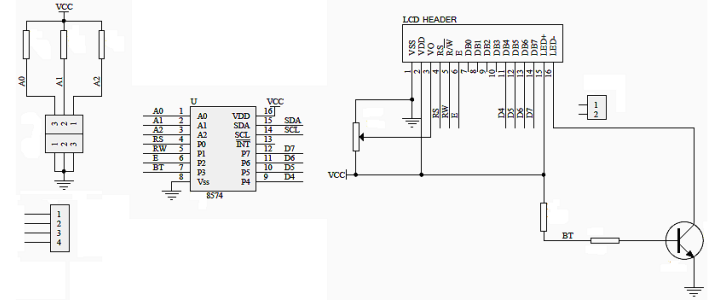 VCC
A0
A1
A2
3 2 1
1 2 3
1
2
3
4
U
VCC
A0 1 A0 VDD 16
A1 2 A1 SDA 15 SDA
A2 3 A2 SCL 14 SCL
RS 4 P0 INT 13
RW 5 P1 P7 12 D7
E 6 P2 P6 11 D6
BT 7 P3 P5 10 D5
8 Vss P4 9 D4
8574
LCD HEADER
VSS
VDD
VO
RS
R/W
E
DB0
DB1
DB2
DB3
DB4
DB5
DB6
DB7
LED+
LED-
1 2 3 4 5 6 7 8 9 10 11 12 13 14 15 16
RS
RW
E
D4
D5
D6
D7
1
2
VCC
BT